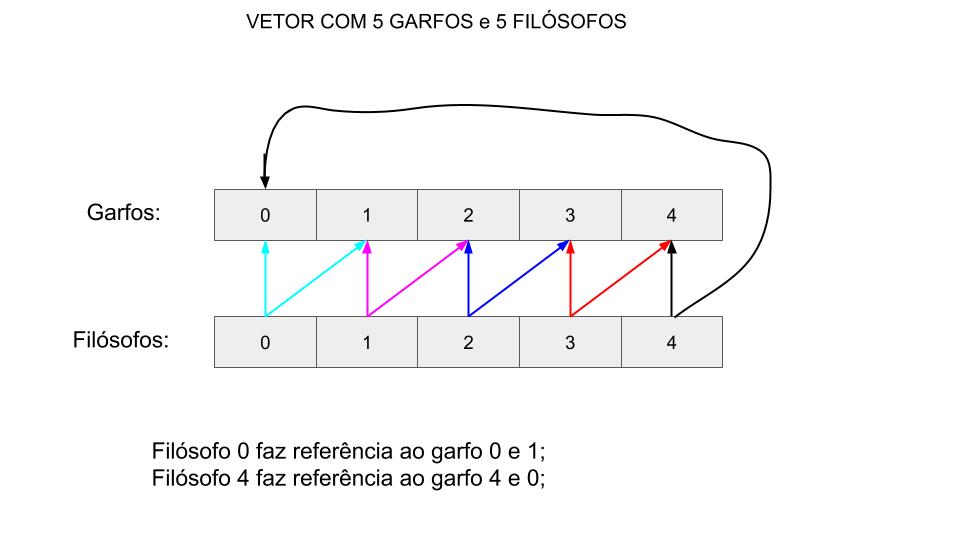 VETOR COM 5 GARFOS e 5 FILÓSOFOS
Garfos: 0 1 2 3 4
Filósofos: 0 1 2 3 4
Filósofo 0 faz referência ao garfo 0 e 1;
Filósofo 4 faz referência ao garfo 4 e 0;